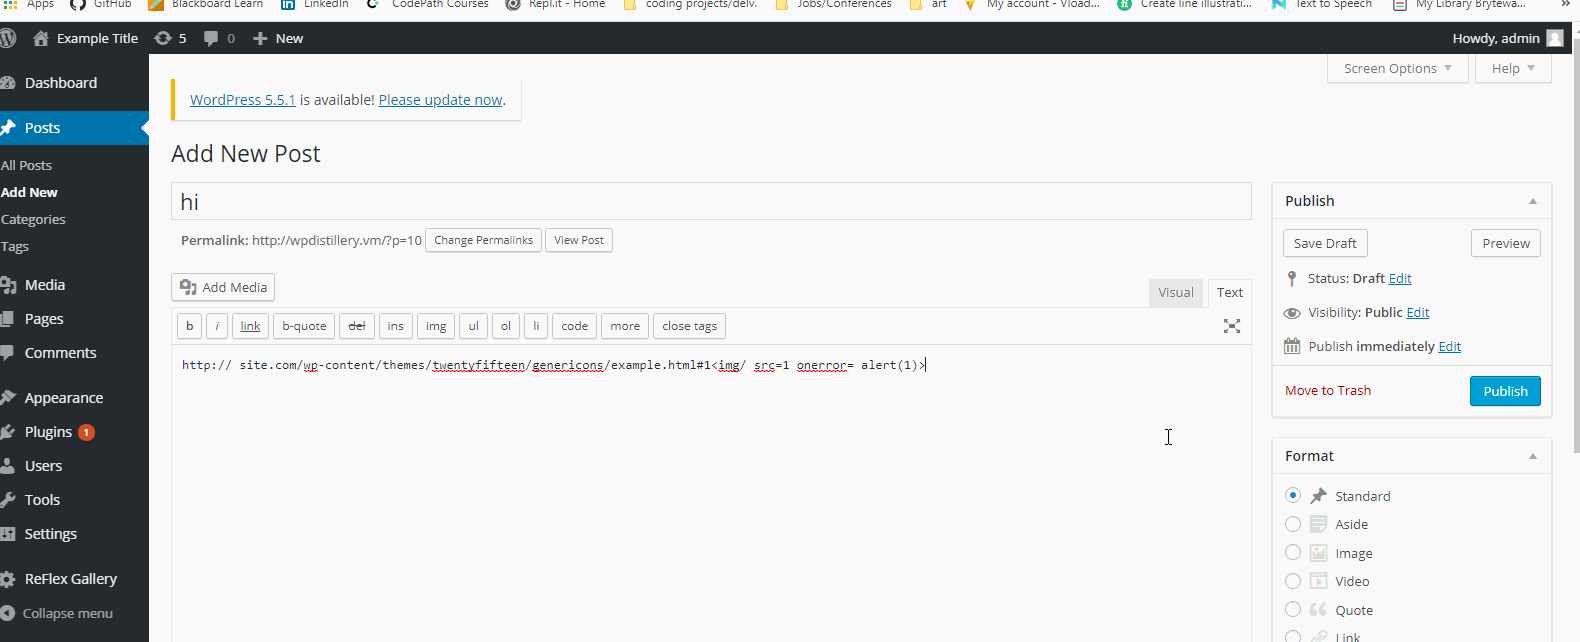 Apps GitHub Blackboard Learn LinkedIn CodePath Courses Repl.it - Home coding projects/delv. Jobs/Conferences art My account - Vload... Create line illustrati... Text to Speech My Library Brytewa... »
Example Title 5 0 New Howdy, admin
Screen Options Help
Dashboard
WordPress 5.5.1 is available! Please update now.
Posts
All Posts
Add New
Categories
Tags
Media
Pages
Comments
Appearance
Plugins 1
Users
Tools
Settings
ReFlex Gallery
Collapse menu
Add New Post
hi
Permalink: http://wpdistillery.vm/?p=10 Change Permalinks View Post
Add Media
Visual Text
b i link b-quote del ins img ul ol li code more close tags
http:// site.com/wp-content/themes/twentyfifteen/genericons/example.html#1<img/ src=1 onerror= alert(1)>
Publish
Save Draft Preview
Status: Draft Edit
Visibility: Public Edit
Publish immediately Edit
Move to Trash Publish
Format
Standard
Aside
Image
Video
Quote
Link